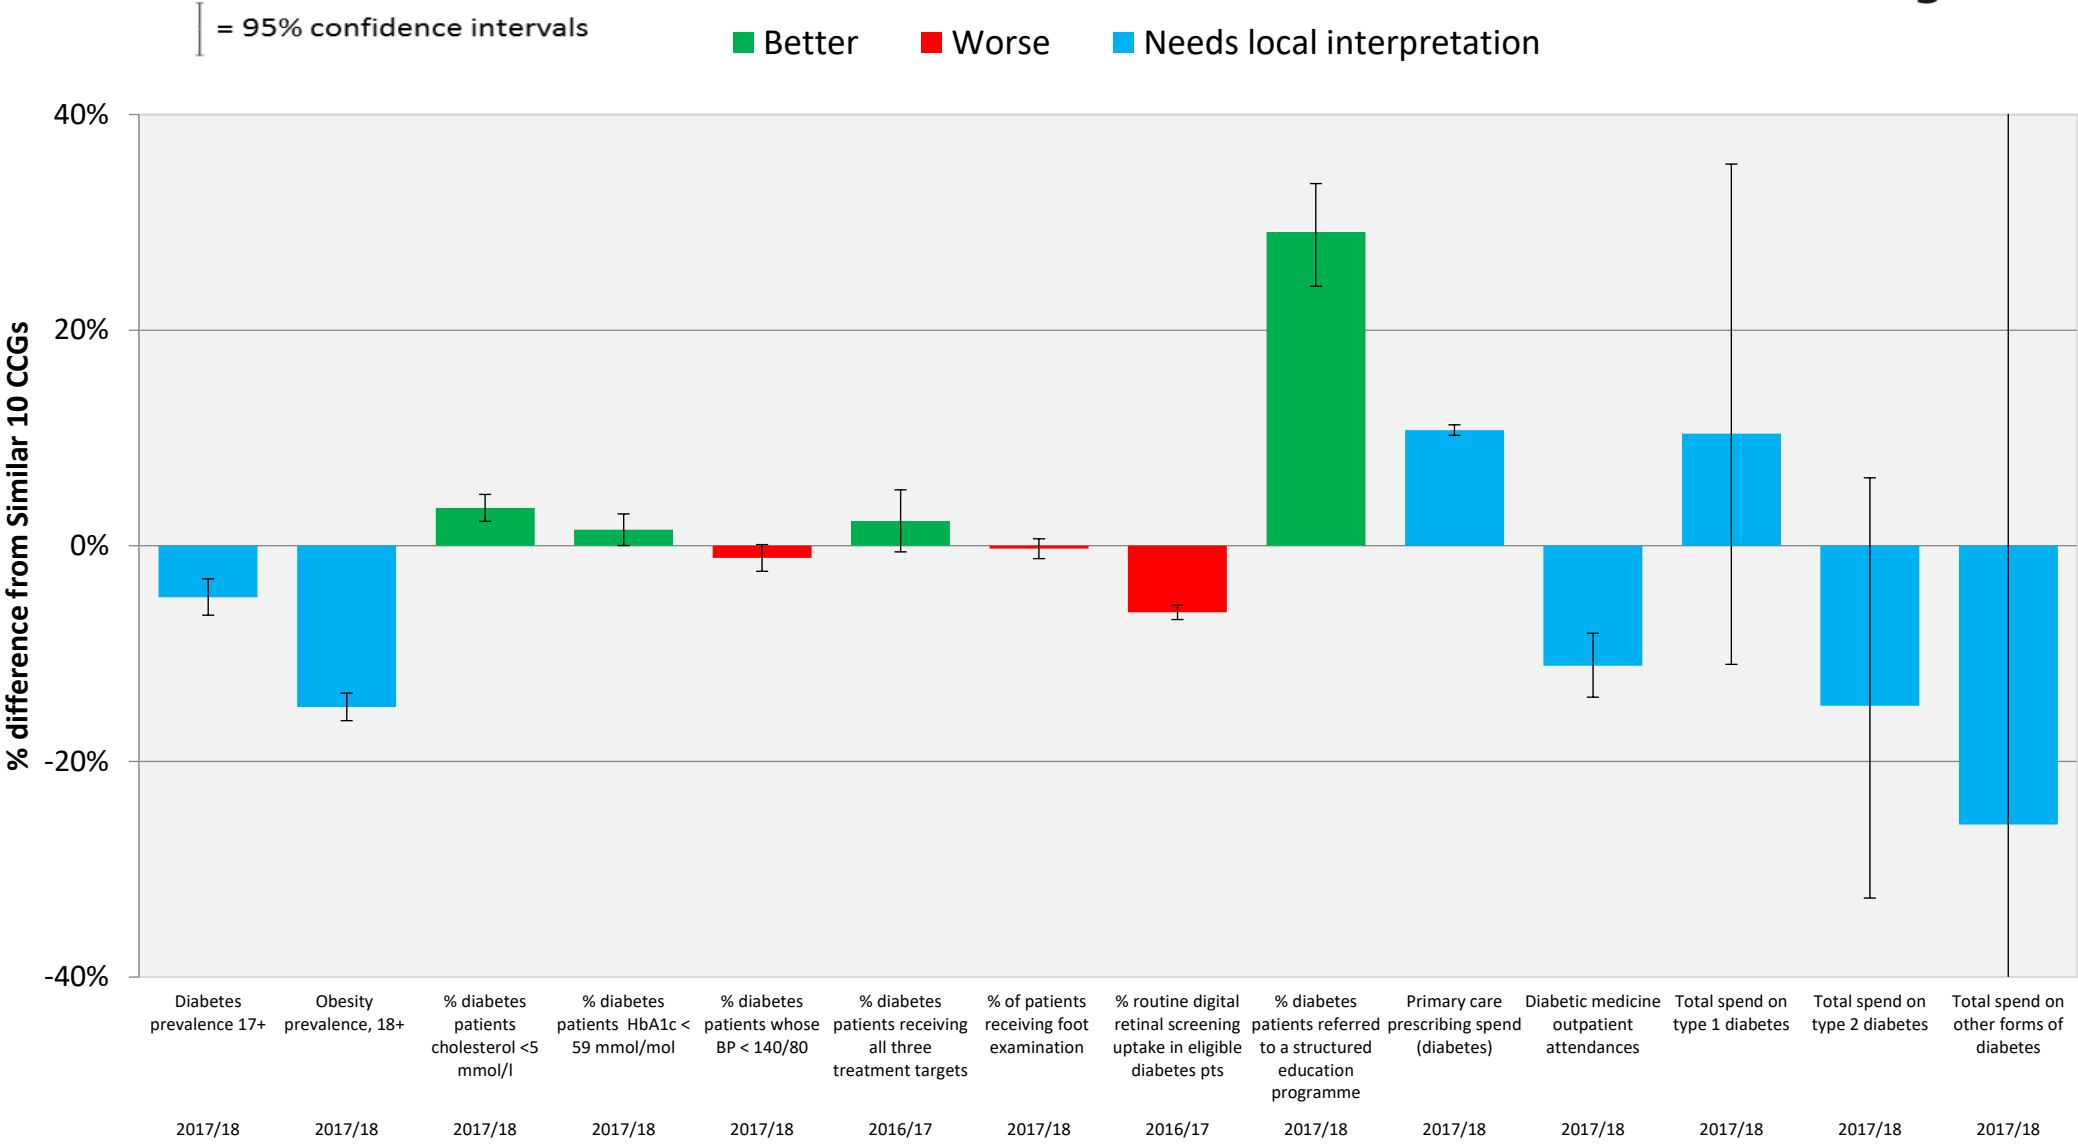 = 95% confidence intervals
Better
Worse
Needs local interpretation
% difference from Similar 10 CCGs
40%
20%
0%
-20%
-40%
Diabetes
prevalence 17+
2017/18
Obesity
prevalence, 18+
2017/18
% diabetes
patients
cholesterol <5
mmol/l
2017/18
% diabetes
patients HbA1c <
59 mmol/mol
2017/18
% diabetes
patients whose
BP < 140/80
2017/18
% diabetes
patients receiving
all three
treatment targets
2016/17
% of patients
receiving foot
examination
2017/18
% routine digital
retinal screening
uptake in eligible
diabetes pts
2016/17
% diabetes
patients referred
to a structured
education
programme
2017/18
Primary care
prescribing spend
(diabetes)
2017/18
Diabetic medicine
outpatient
attendances
2017/18
Total spend on
type 1 diabetes
2017/18
Total spend on
type 2 diabetes
2017/18
Total spend on
other forms of
diabetes
2017/18